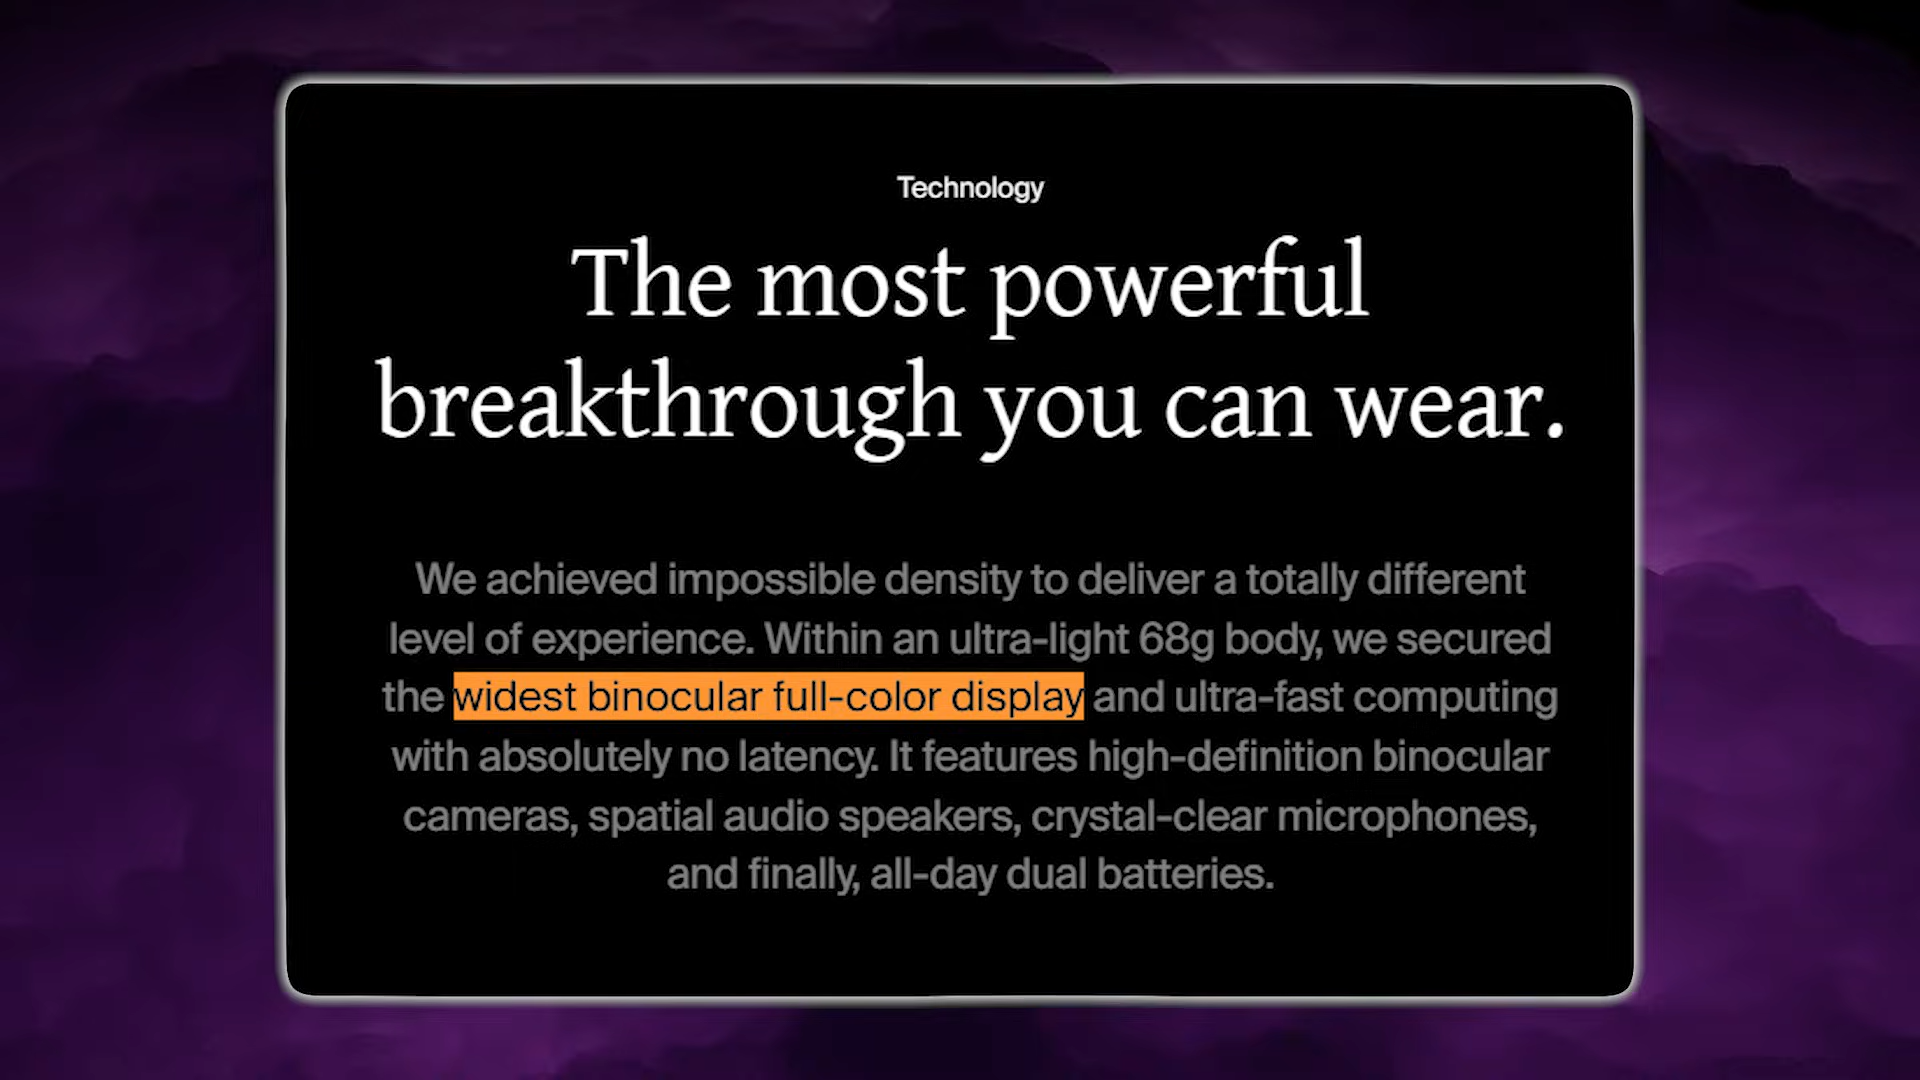 Technology
The most powerful
breakthrough you can wear.
We achieved impossible density to deliver a totally different
level of experience. Within an ultra-light 68g body, we secured
the widest binocular full-color display and ultra-fast computing
with absolutely no latency. It features high-definition binocular
cameras, spatial audio speakers, crystal-clear microphones,
and finally, all-day dual batteries.